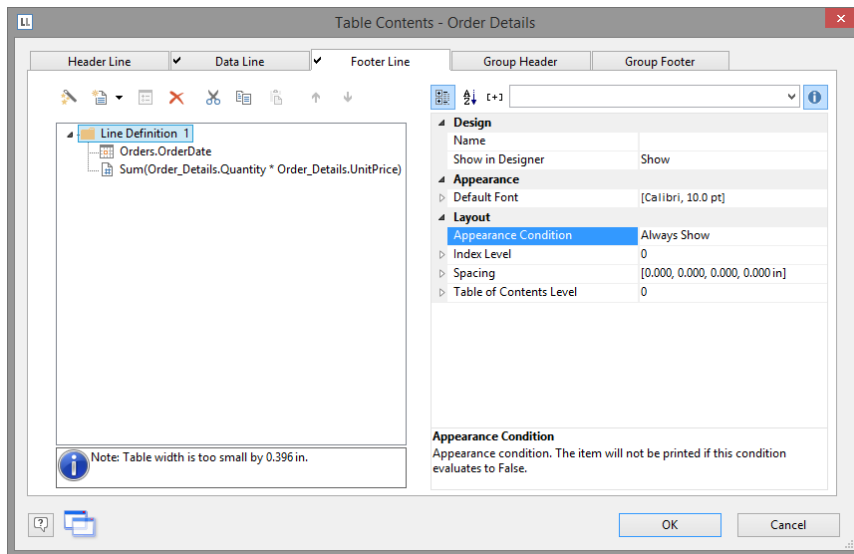 LL
Table Contents - Order Details
Header Line
Data Line
Footer Line
Group Header
Group Footer
Line Definition 1
Orders.OrderDate
Sum(Order_Details.Quantity * Order_Details.UnitPrice)
Note: Table width is too small by 0.396 in.
Design
Name
Show in Designer Show
Appearance
Default Font [Calibri, 10.0 pt]
Layout
Appearance Condition Always Show
Index Level 0
Spacing [0.000, 0.000, 0.000, 0.000 in]
Table of Contents Level 0
Appearance Condition
Appearance condition. The item will not be printed if this condition
evaluates to False.
OK
Cancel